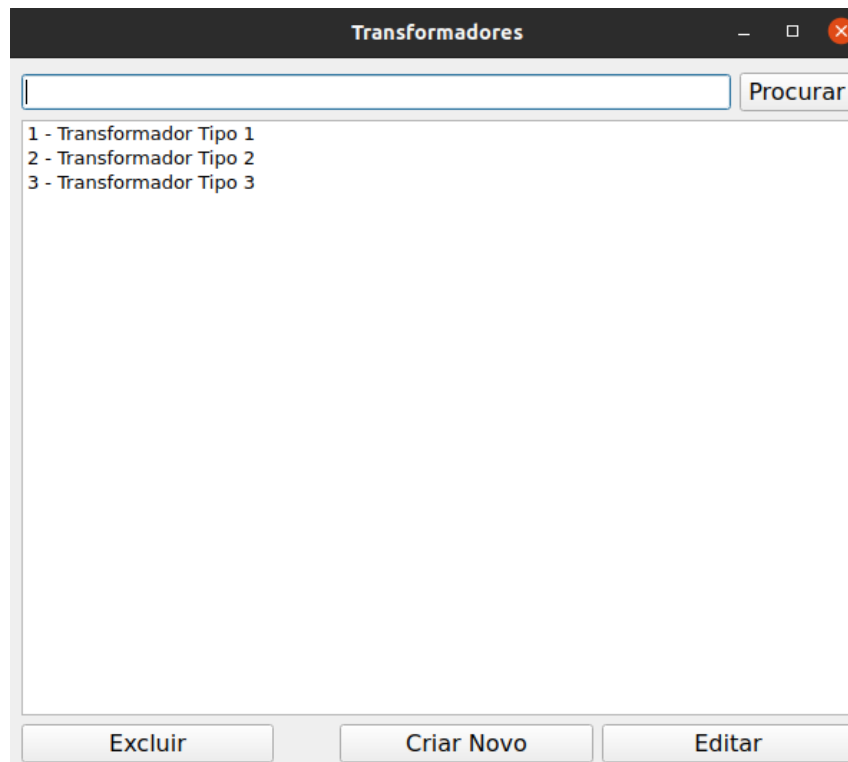 Transformadores
Procurar
1 - Transformador Tipo 1
2 - Transformador Tipo 2
3 - Transformador Tipo 3
Excluir Criar Novo Editar